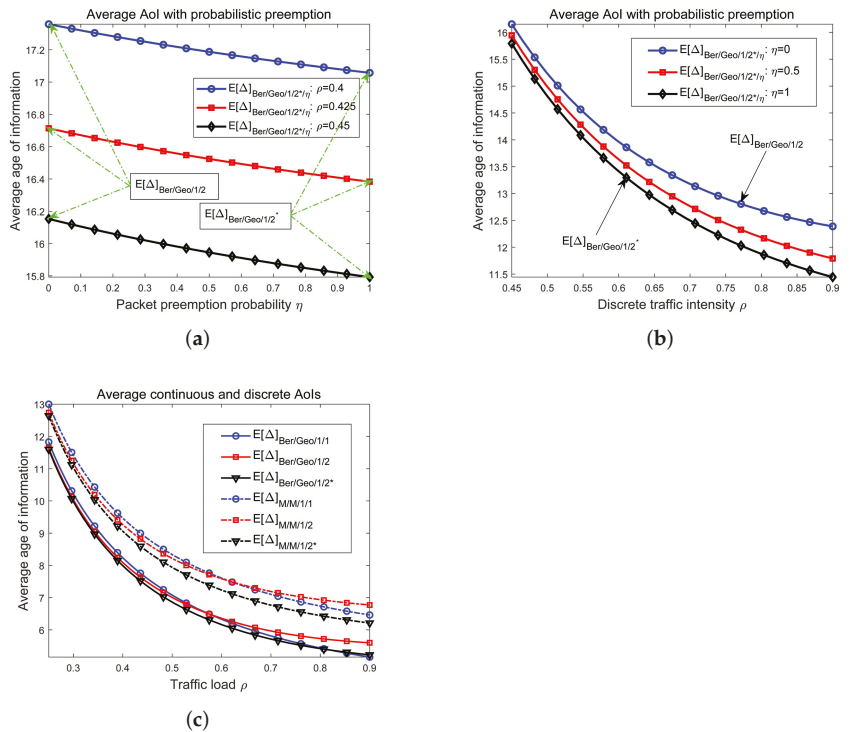 Average AoI with probabilistic preemption
Average age of information
17.2
17
16.8
16.6
16.4
16.2
16
15.8
E[Δ]Ber/Geo/1/2*/η: ρ=0.4
E[Δ]Ber/Geo/1/2*/η: ρ=0.425
E[Δ]Ber/Geo/1/2*/η: ρ=0.45
E[Δ]Ber/Geo/1/2
E[Δ]Ber/Geo/1/2*
0 0.1 0.2 0.3 0.4 0.5 0.6 0.7 0.8 0.9 1
Packet preemption probability η
(a)
Average AoI with probabilistic preemption
Average age of information
16
15.5
15
14.5
14
13.5
13
12.5
12
11.5
E[Δ]Ber/Geo/1/2*/η: η=0
E[Δ]Ber/Geo/1/2*/η: η=0.5
E[Δ]Ber/Geo/1/2*/η: η=1
E[Δ]Ber/Geo/1/2
E[Δ]Ber/Geo/1/2*
0.45 0.5 0.55 0.6 0.65 0.7 0.75 0.8 0.85 0.9
Discrete traffic intensity ρ
(b)
Average continuous and discrete AoIs
Average age of information
13
12
11
10
9
8
7
6
E[Δ]Ber/Geo/1/1
E[Δ]Ber/Geo/1/2
E[Δ]Ber/Geo/1/2*
E[Δ]M/M/1/1
E[Δ]M/M/1/2
E[Δ]M/M/1/2*
0.3 0.4 0.5 0.6 0.7 0.8 0.9
Traffic load ρ
(c)